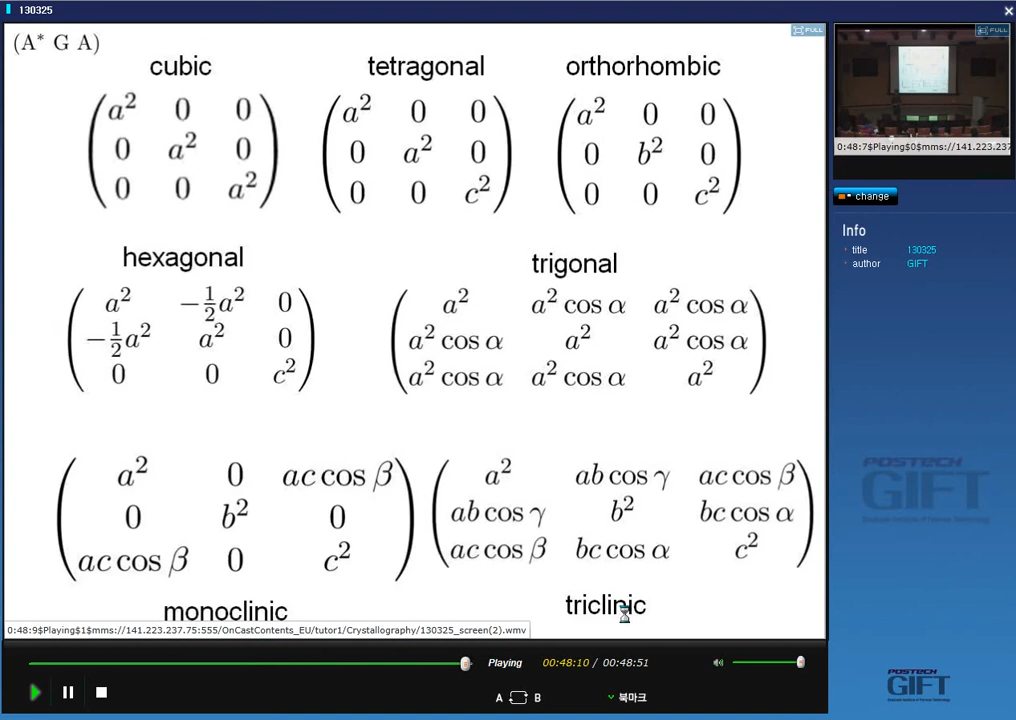 130325
(A* G A)
FULL
FULL
cubic
tetragonal
orthorhombic
a² 0 0
0 a² 0
0 0 a²
a² 0 0
0 a² 0
0 0 c²
a² 0 0
0 b² 0
0 0 c²
hexagonal
trigonal
a² −½a² 0
−½a² a² 0
0 0 c²
a² a² cos α a² cos α
a² cos α a² a² cos α
a² cos α a² cos α a²
a² 0 ac cos β
0 b² 0
ac cos β 0 c²
a² ab cos γ ac cos β
ab cos γ b² bc cos α
ac cos β bc cos α c²
monoclinic
triclinic
0:48:9$Playing$1$mms://141.223.237.75:555/OnCastContents_EU/tutor1/Crystallography/130325_screen(2).wmv
0:48:7$Playing$0$mms://141.223.237
change
Info
title 130325
author GIFT
POSTECH
GIFT
Playing
00:48:10 / 00:48:51
A B
북마크
POSTECH
GIFT